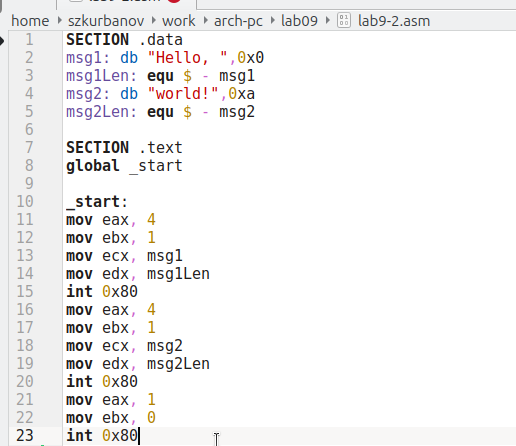 home › szkurbanov › work › arch-pc › lab09 › lab9-2.asm
1 SECTION .data
2 msg1: db "Hello, ",0x0
3 msg1Len: equ $ - msg1
4 msg2: db "world!",0xa
5 msg2Len: equ $ - msg2
6
7 SECTION .text
8 global _start
9
10 _start:
11 mov eax, 4
12 mov ebx, 1
13 mov ecx, msg1
14 mov edx, msg1Len
15 int 0x80
16 mov eax, 4
17 mov ebx, 1
18 mov ecx, msg2
19 mov edx, msg2Len
20 int 0x80
21 mov eax, 1
22 mov ebx, 0
23 int 0x80